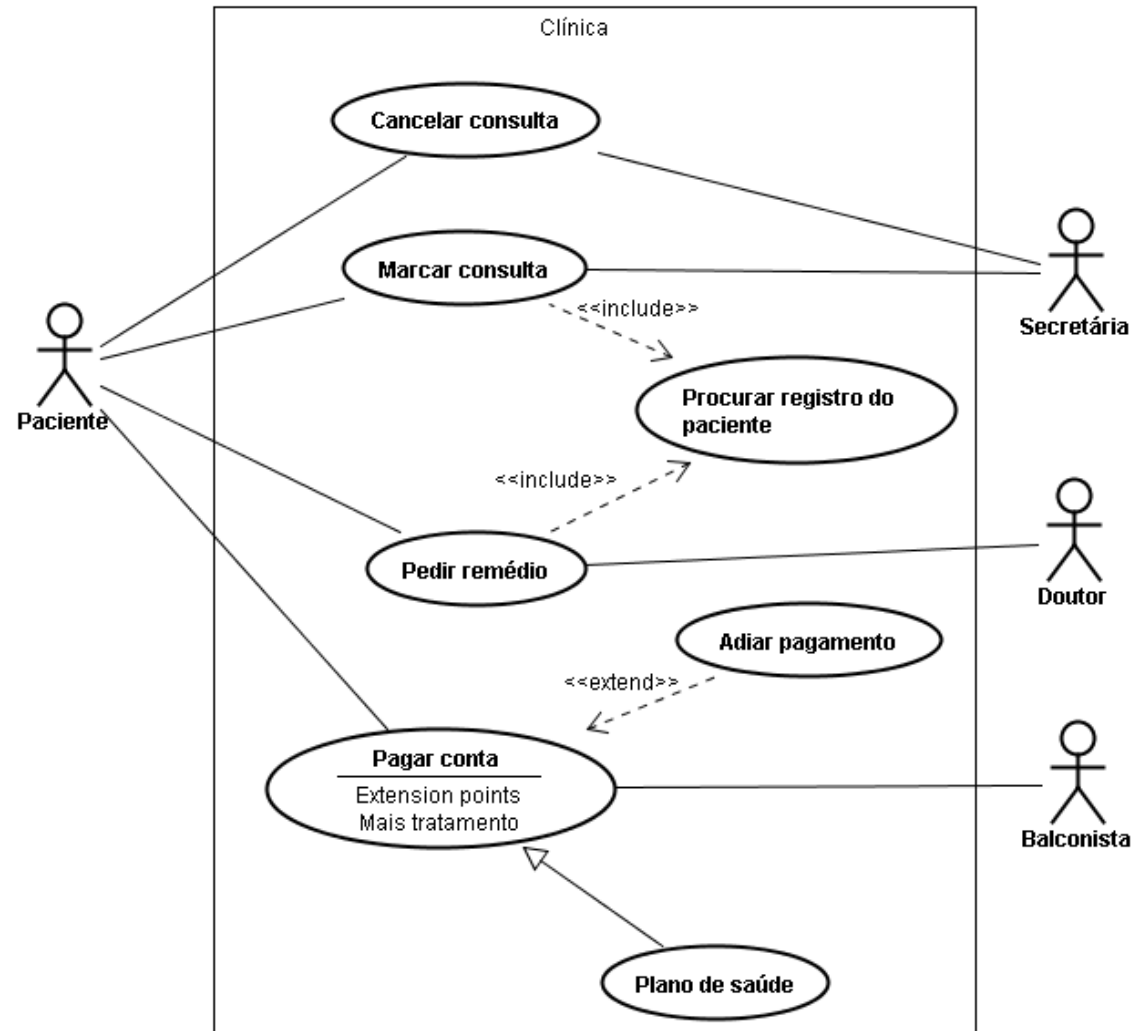 Clínica
Cancelar consulta
Marcar consulta
<<include>>
Secretária
Paciente
Procurar registro do
paciente
<<include>>
Pedir remédio
Doutor
Adiar pagamento
<<extend>>
Pagar conta
Extension points
Mais tratamento
Balconista
Plano de saúde